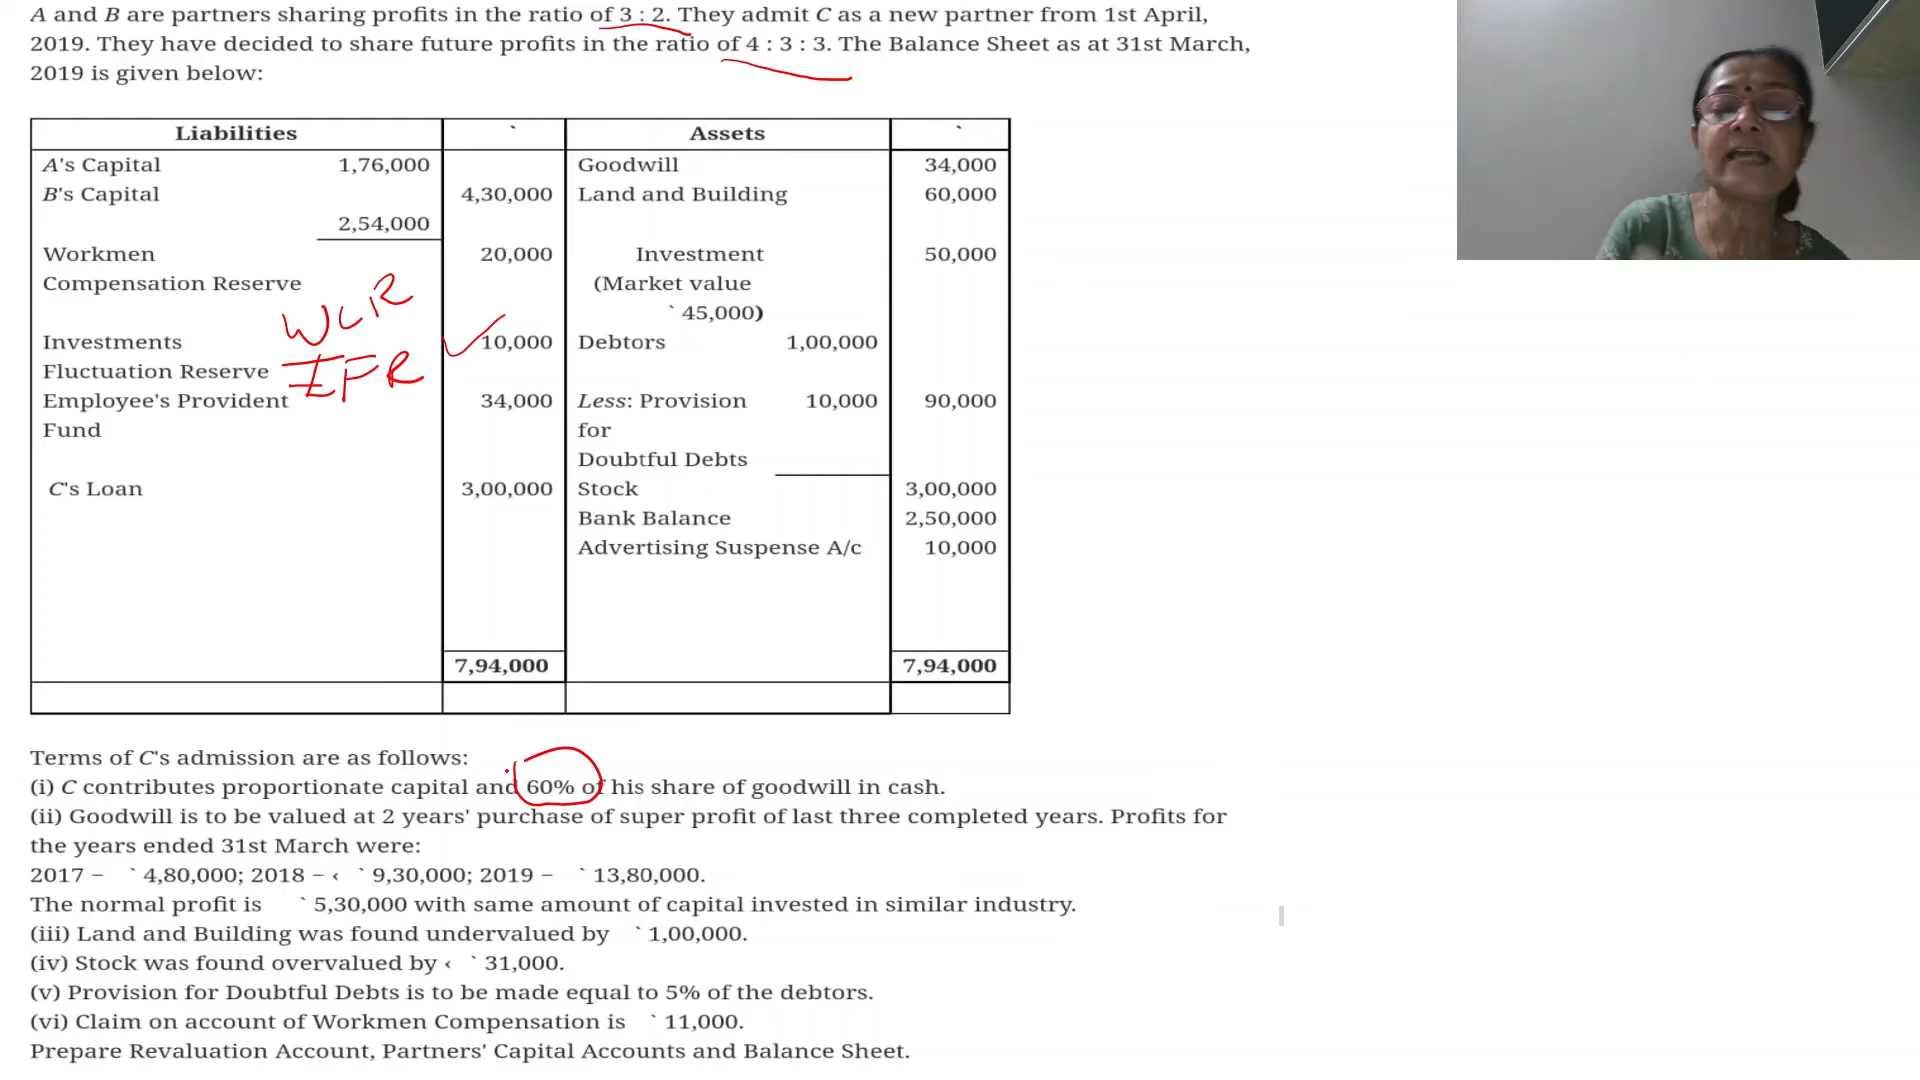 A and B are partners sharing profits in the ratio of 3 : 2. They admit C as a new partner from 1st April,
2019. They have decided to share future profits in the ratio of 4 : 3 : 3. The Balance Sheet as at 31st March,
2019 is given below:
Liabilities ` Assets `
A's Capital 1,76,000 Goodwill 34,000
B's Capital 4,30,000 Land and Building 60,000
2,54,000
Workmen 20,000 Investment 50,000
Compensation Reserve (Market value
WCR ` 45,000)
Investments 10,000 Debtors 1,00,000
Fluctuation Reserve IFR
Employee's Provident 34,000 Less: Provision 10,000 90,000
Fund for
Doubtful Debts
C's Loan 3,00,000 Stock 3,00,000
Bank Balance 2,50,000
Advertising Suspense A/c 10,000
7,94,000 7,94,000
Terms of C's admission are as follows:
(i) C contributes proportionate capital and 60% of his share of goodwill in cash.
(ii) Goodwill is to be valued at 2 years' purchase of super profit of last three completed years. Profits for
the years ended 31st March were:
2017 − ` 4,80,000; 2018 − ‹ ` 9,30,000; 2019 − ` 13,80,000.
The normal profit is ` 5,30,000 with same amount of capital invested in similar industry.
(iii) Land and Building was found undervalued by ` 1,00,000.
(iv) Stock was found overvalued by ‹ ` 31,000.
(v) Provision for Doubtful Debts is to be made equal to 5% of the debtors.
(vi) Claim on account of Workmen Compensation is ` 11,000.
Prepare Revaluation Account, Partners' Capital Accounts and Balance Sheet.